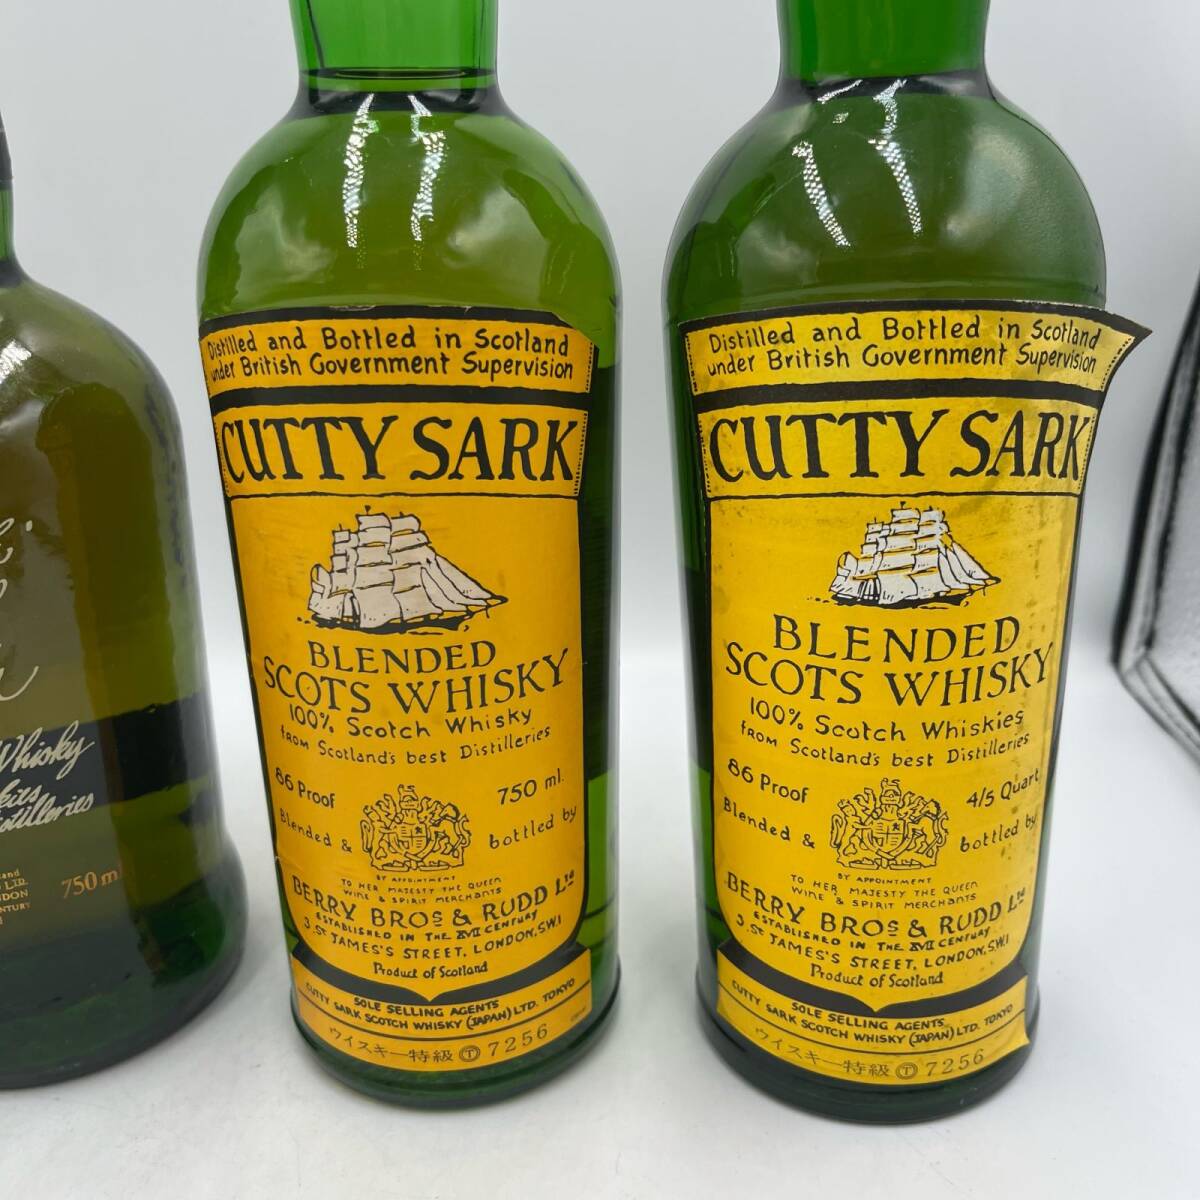 Whisky
750 ml
Distilled and Bottled in Scotland
under British Government Supervision
CUTTY SARK
BLENDED
SCOTS WHISKY
100% Scotch Whisky
FROM Scotland's best Distilleries
86 Proof 750 ml.
Blended & bottled by
BY APPOINTMENT
TO HER MAJESTY THE QUEEN
WINE & SPIRIT MERCHANTS
BERRY BROS & RUDD Ltd
ESTABLISHED IN THE XVII CENTURY
3, ST JAMES'S STREET, LONDON, S.W.1
Product of Scotland
SOLE SELLING AGENTS
CUTTY SARK SCOTCH WHISKY (JAPAN) LTD. TOKYO
ウイスキー特級 Ⓣ 7256
Distilled and Bottled in Scotland
under British Government Supervision
CUTTY SARK
BLENDED
SCOTS WHISKY
100% Scotch Whiskies
FROM Scotland's best Distilleries
86 Proof 4/5 Quart
Blended & bottled by
BY APPOINTMENT
TO HER MAJESTY THE QUEEN
WINE & SPIRIT MERCHANTS
BERRY BROS & RUDD Ltd
ESTABLISHED IN THE XVII CENTURY
3, ST JAMES'S STREET, LONDON, S.W.1
Product of Scotland
SOLE SELLING AGENTS
CUTTY SARK SCOTCH WHISKY (JAPAN) LTD. TOKYO
ウイスキー特級 Ⓣ 7256